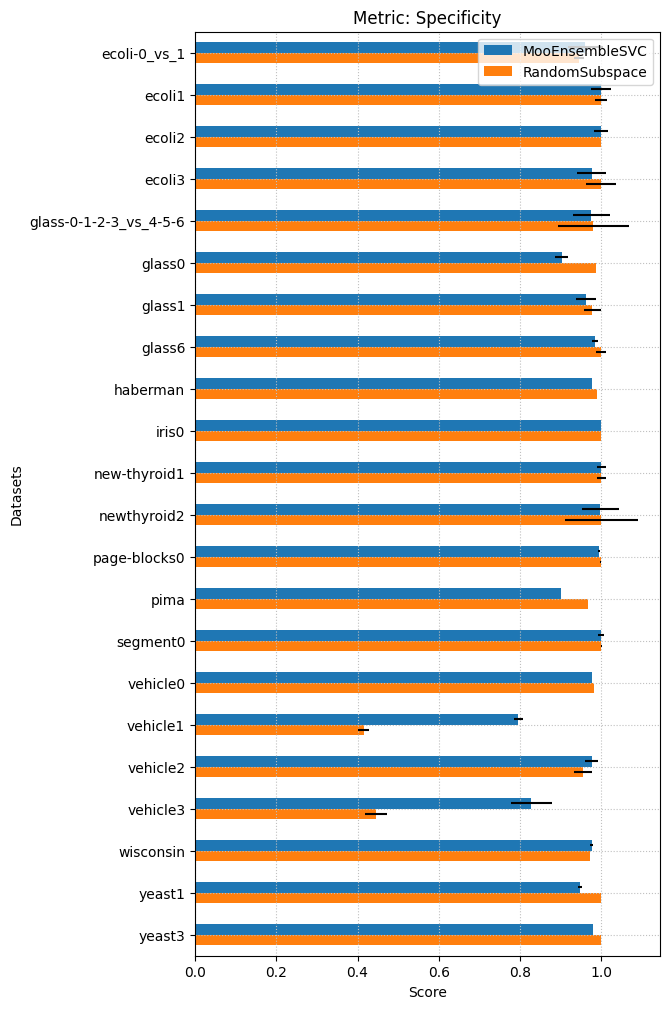 Metric: Specificity
MooEnsembleSVC
RandomSubspace
ecoli-0_vs_1
ecoli1
ecoli2
ecoli3
glass-0-1-2-3_vs_4-5-6
glass0
glass1
glass6
haberman
iris0
new-thyroid1
newthyroid2
page-blocks0
pima
segment0
vehicle0
vehicle1
vehicle2
vehicle3
wisconsin
yeast1
yeast3
Datasets
0.0 0.2 0.4 0.6 0.8 1.0
Score